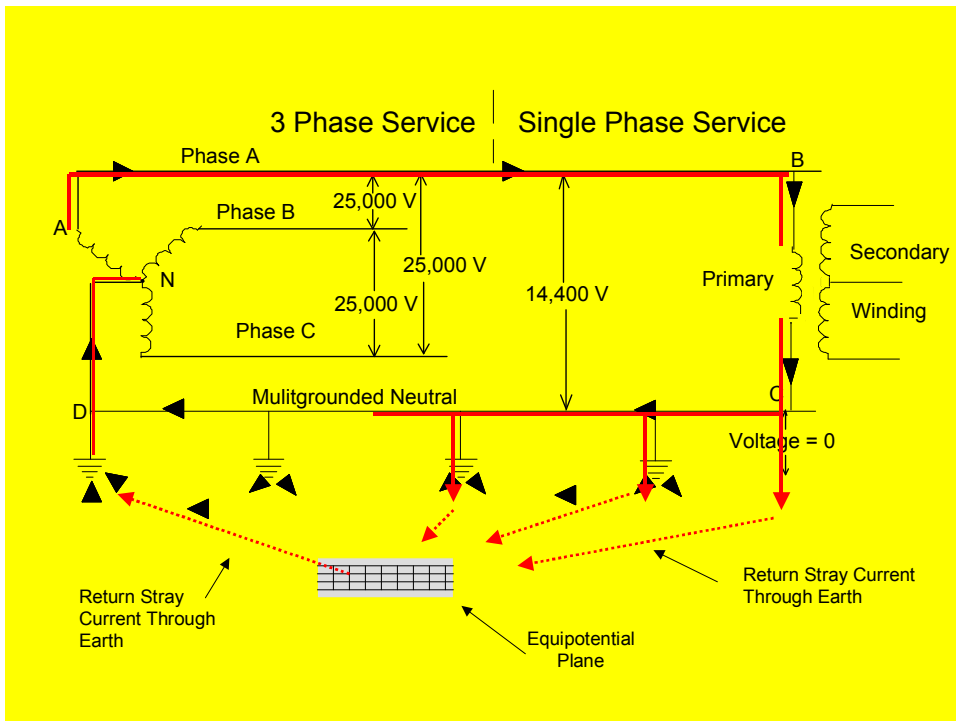 3 Phase Service
Single Phase Service
Phase A
B
25,000 V
Phase B
A
25,000 V
Secondary
N
Primary
14,400 V
25,000 V
Winding
Phase C
Mulitgrounded Neutral
C
D
Voltage = 0
Return Stray
Current Through
Earth
Return Stray Current
Through Earth
Equipotential
Plane